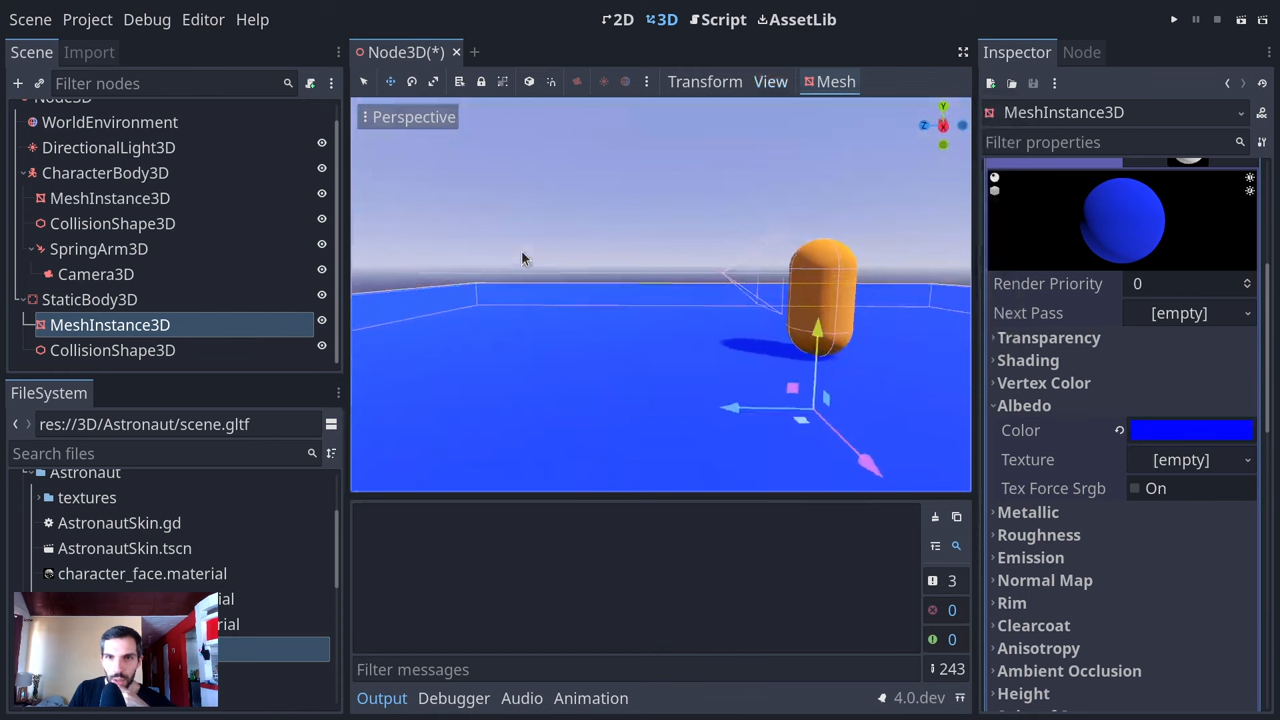 Scene Project Debug Editor Help
2D 3D Script AssetLib
Scene Import
Node3D(*)
Inspector Node
Filter nodes
Transform View Mesh
Node3D
WorldEnvironment
DirectionalLight3D
CharacterBody3D
MeshInstance3D
CollisionShape3D
SpringArm3D
Camera3D
StaticBody3D
MeshInstance3D
CollisionShape3D
FileSystem
res://3D/Astronaut/scene.gltf
Search files
Astronaut
textures
AstronautSkin.gd
AstronautSkin.tscn
character_face.material
ial
rial
Perspective
Y
Z
X
3
0
0
Filter messages
243
Output Debugger Audio Animation
4.0.dev
MeshInstance3D
Filter properties
Render Priority 0
Next Pass [empty]
Transparency
Shading
Vertex Color
Albedo
Color
Texture [empty]
Tex Force Srgb On
Metallic
Roughness
Emission
Normal Map
Rim
Clearcoat
Anisotropy
Ambient Occlusion
Height